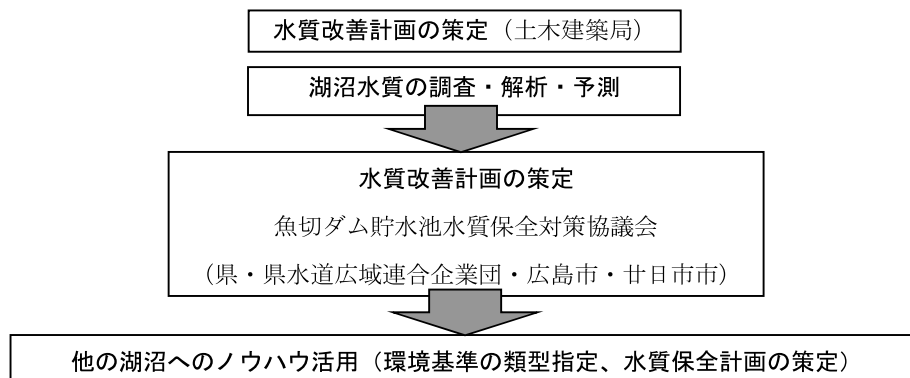 水質改善計画の策定（土木建築局）
湖沼水質の調査・解析・予測
水質改善計画の策定
魚切ダム貯水池水質保全対策協議会
（県・県水道広域連合企業団・広島市・廿日市市）
他の湖沼へのノウハウ活用（環境基準の類型指定、水質保全計画の策定）